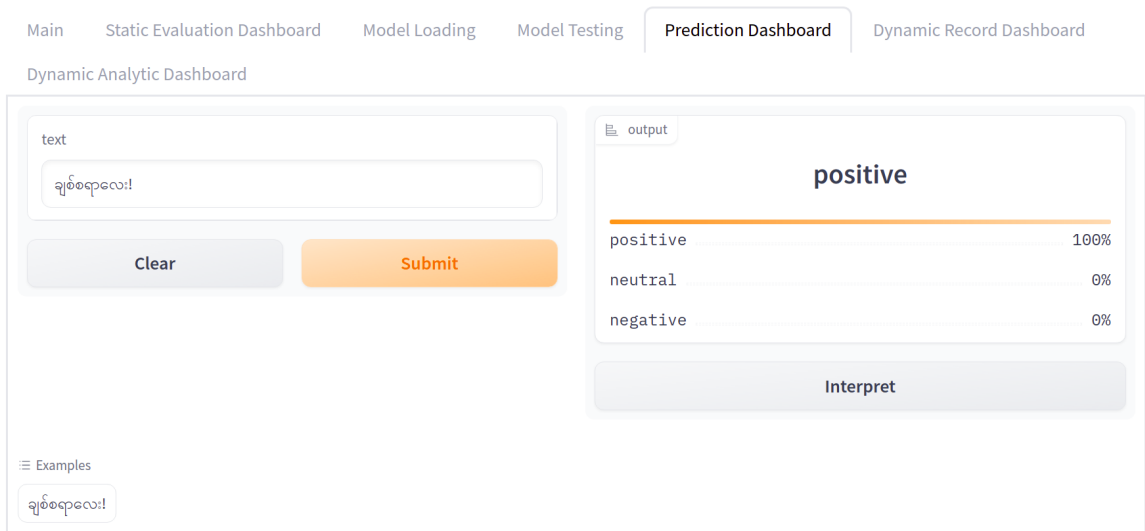 Main Static Evaluation Dashboard Model Loading Model Testing Prediction Dashboard Dynamic Record Dashboard
Dynamic Analytic Dashboard
text
ချစ်စရာလေး!
Clear Submit
output
positive
positive 100%
neutral 0%
negative 0%
Interpret
Examples
ချစ်စရာလေး!